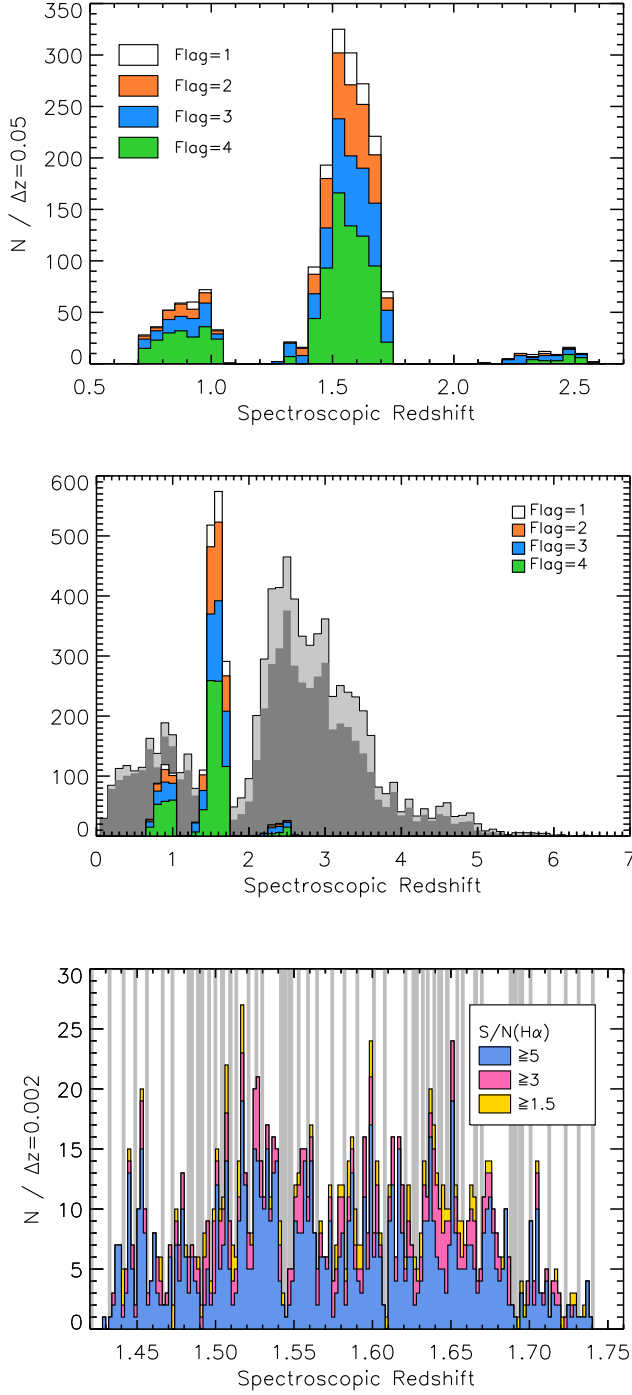 350
300
250
200
150
100
50
0
N / Δz=0.05
Flag=1
Flag=2
Flag=3
Flag=4
0.5 1.0 1.5 2.0 2.5
Spectroscopic Redshift
600
500
400
300
200
100
0
Flag=1
Flag=2
Flag=3
Flag=4
0 1 2 3 4 5 6 7
Spectroscopic Redshift
30
25
20
15
10
5
0
N / Δz=0.002
S/N(Hα)
≧5
≧3
≧1.5
1.45 1.50 1.55 1.60 1.65 1.70 1.75
Spectroscopic Redshift